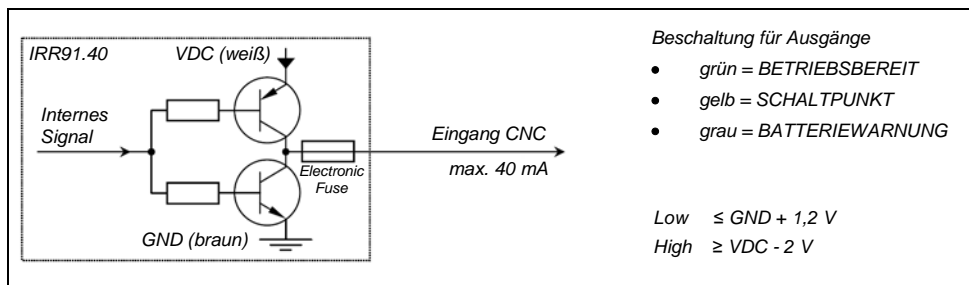 IRR91.40
VDC (weiß)
Internes
Signal
Eingang CNC
Electronic
Fuse
max. 40 mA
GND (braun)
Beschaltung für Ausgänge
• grün = BETRIEBSBEREIT
• gelb = SCHALTPUNKT
• grau = BATTERIEWARNUNG
Low ≤ GND + 1,2 V
High ≥ VDC - 2 V